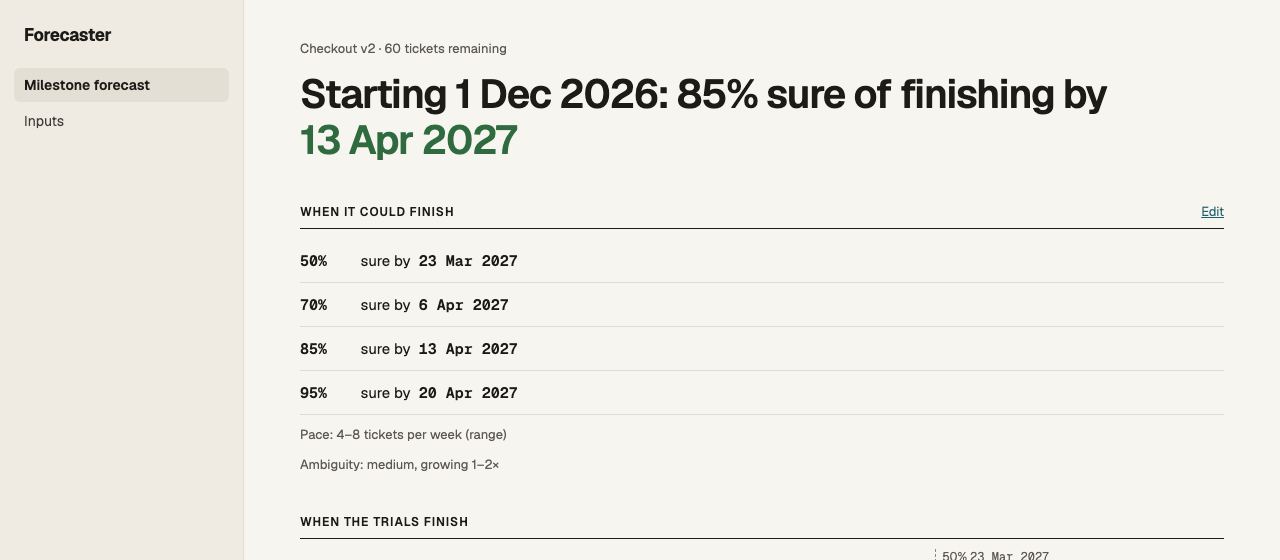 Forecaster
Milestone forecast
Inputs
Checkout v2 · 60 tickets remaining
Starting 1 Dec 2026: 85% sure of finishing by
13 Apr 2027
WHEN IT COULD FINISH
Edit
50% sure by 23 Mar 2027
70% sure by 6 Apr 2027
85% sure by 13 Apr 2027
95% sure by 20 Apr 2027
Pace: 4–8 tickets per week (range)
Ambiguity: medium, growing 1–2×
WHEN THE TRIALS FINISH
50% 23 Mar 2027